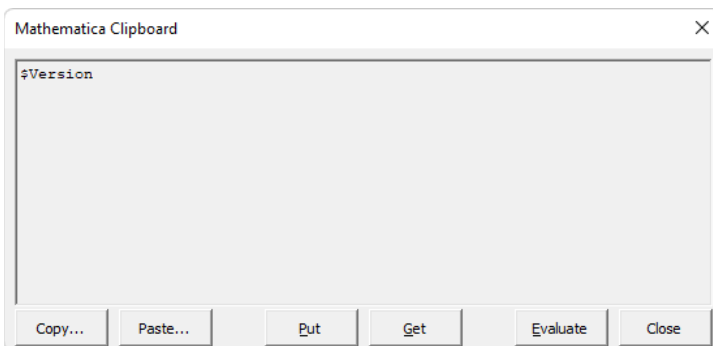 Mathematica Clipboard
$Version
Copy... Paste... Put Get Evaluate Close